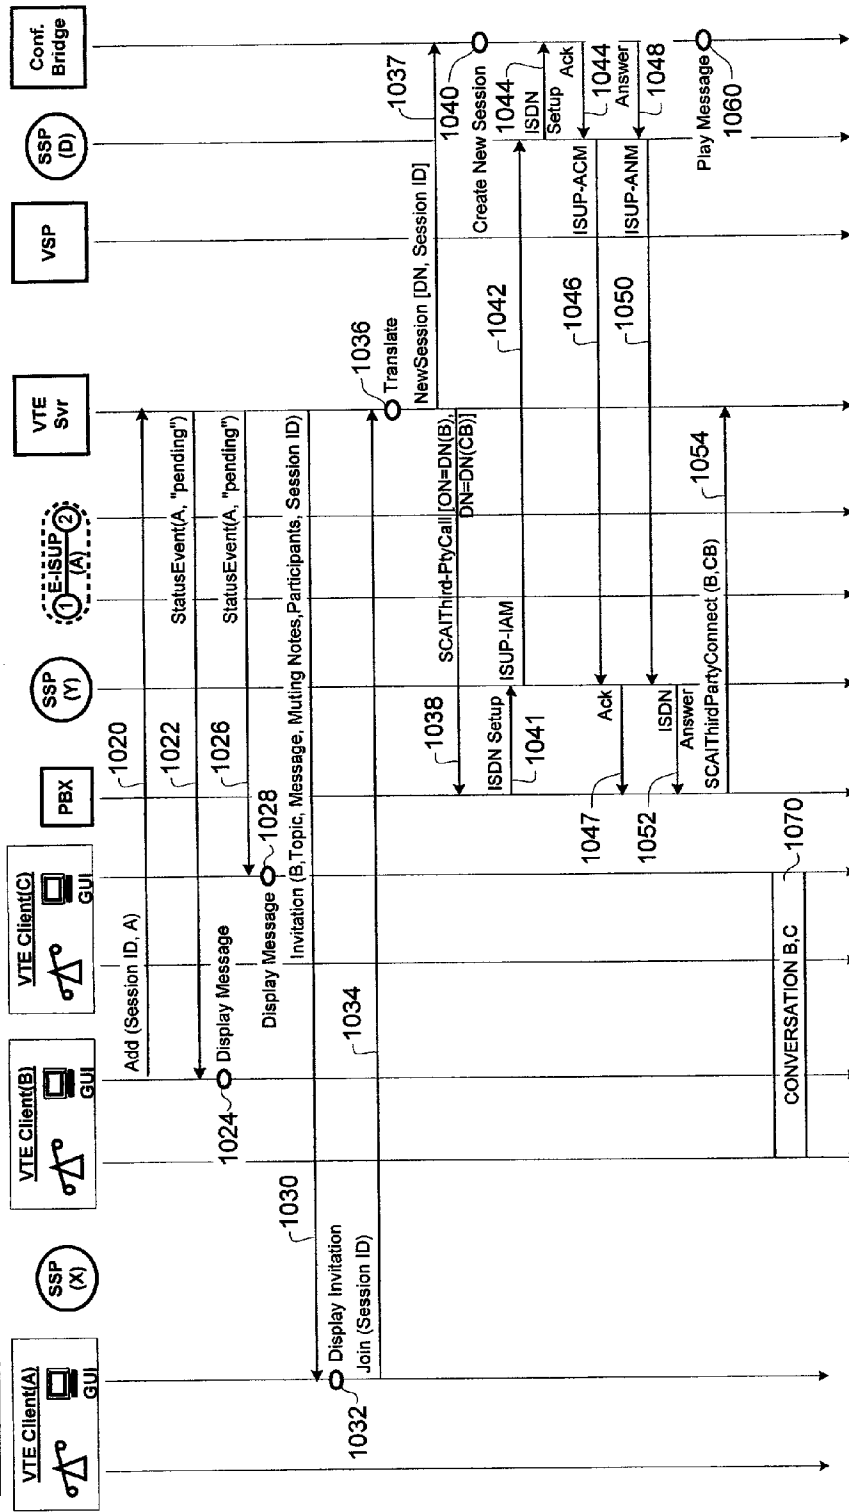 VTE Client(A)
GUI
SSP
(X)
VTE Client(B)
GUI
VTE Client(C)
GUI
PBX
SSP
(Y)
1
E-ISUP
2
(A)
VTE
Svr
VSP
SSP
(D)
Conf.
Bridge
Add (Session ID, A)
1020
1022
StatusEvent(A, "pending")
1024
Display Message
1026
StatusEvent(A, "pending")
Display Message
1028
1030
Invitation (B,Topic, Message, Muting Notes,Participants, Session ID)
1032
Display Invitation
Join (Session ID)
1034
1036
Translate
NewSession [DN, Session ID]
1037
1038
SCAIThird-PtyCall [ON=DN(B),
DN=DN(CB)]
1040
Create New Session
ISDN Setup
1041
ISUP-IAM
1042
1044
ISDN
Setup
Ack
1044
ISUP-ACM
1046
Ack
1047
Answer
1048
ISUP-ANM
1050
ISDN
Answer
1052
SCAIThirdPartyConnect (B,CB)
1054
Play Message
1060
CONVERSATION B,C
1070